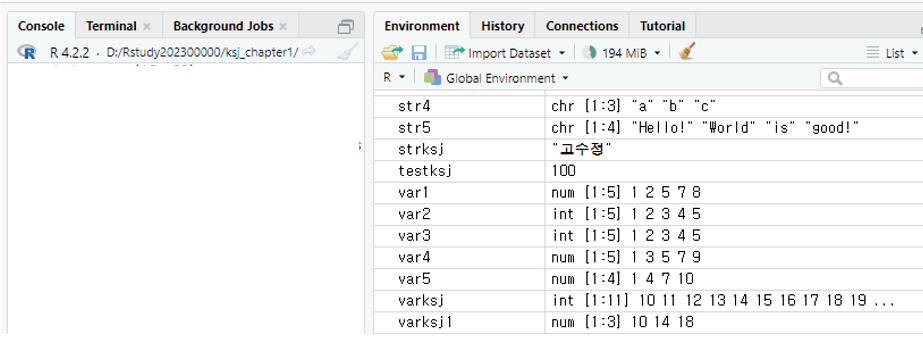 Console Terminal × Background Jobs ×
R 4.2.2 · D:/Rstudy202300000/ksj_chapter1/
Environment History Connections Tutorial
Import Dataset 194 MiB List
R Global Environment
str4 chr [1:3] "a" "b" "c"
str5 chr [1:4] "Hello!" "World" "is" "good!"
strksj "고수정"
testksj 100
var1 num [1:5] 1 2 5 7 8
var2 int [1:5] 1 2 3 4 5
var3 int [1:5] 1 2 3 4 5
var4 num [1:5] 1 3 5 7 9
var5 num [1:4] 1 4 7 10
varksj int [1:11] 10 11 12 13 14 15 16 17 18 19 ...
varksj1 num [1:3] 10 14 18